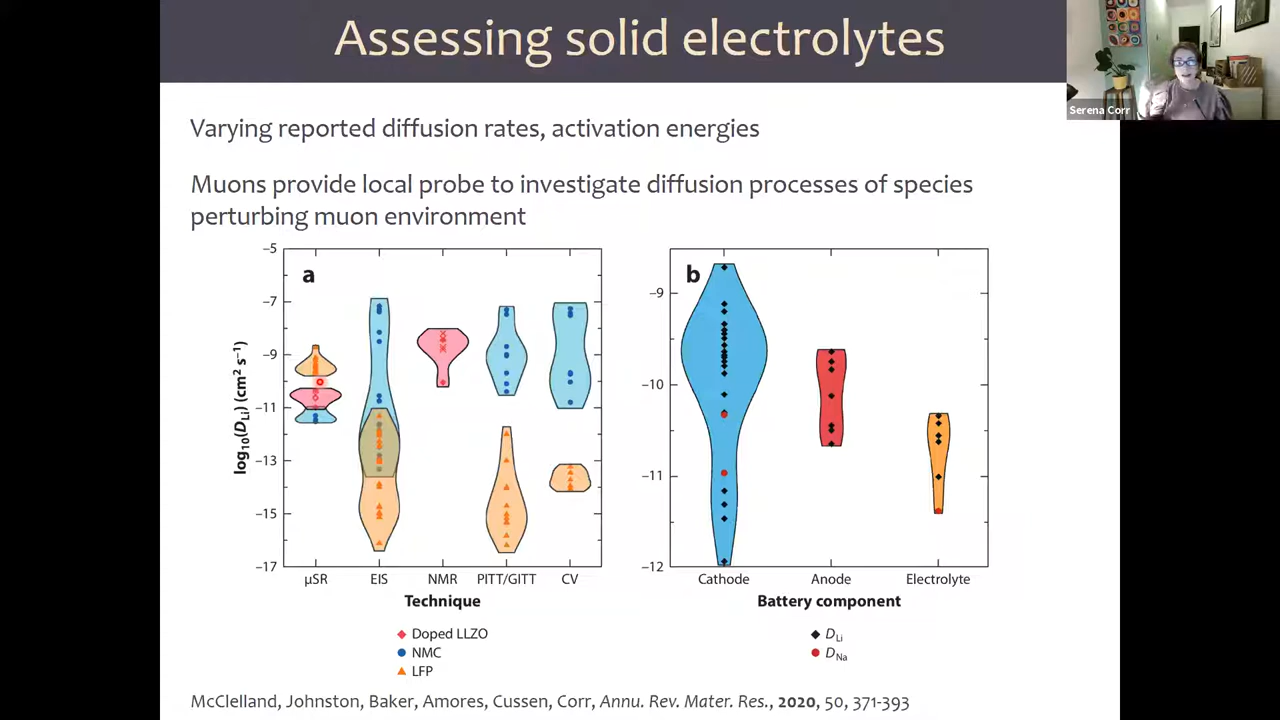 Assessing solid electrolytes
Serena Corr
Varying reported diffusion rates, activation energies
Muons provide local probe to investigate diffusion processes of species
perturbing muon environment
a
log10(DLi) (cm² s⁻¹)
–5
–7
–9
–11
–13
–15
–17
μSR EIS NMR PITT/GITT CV
Technique
Doped LLZO
NMC
LFP
b
–9
–10
–11
–12
Cathode Anode Electrolyte
Battery component
DLi
DNa
McClelland, Johnston, Baker, Amores, Cussen, Corr, Annu. Rev. Mater. Res., 2020, 50, 371-393